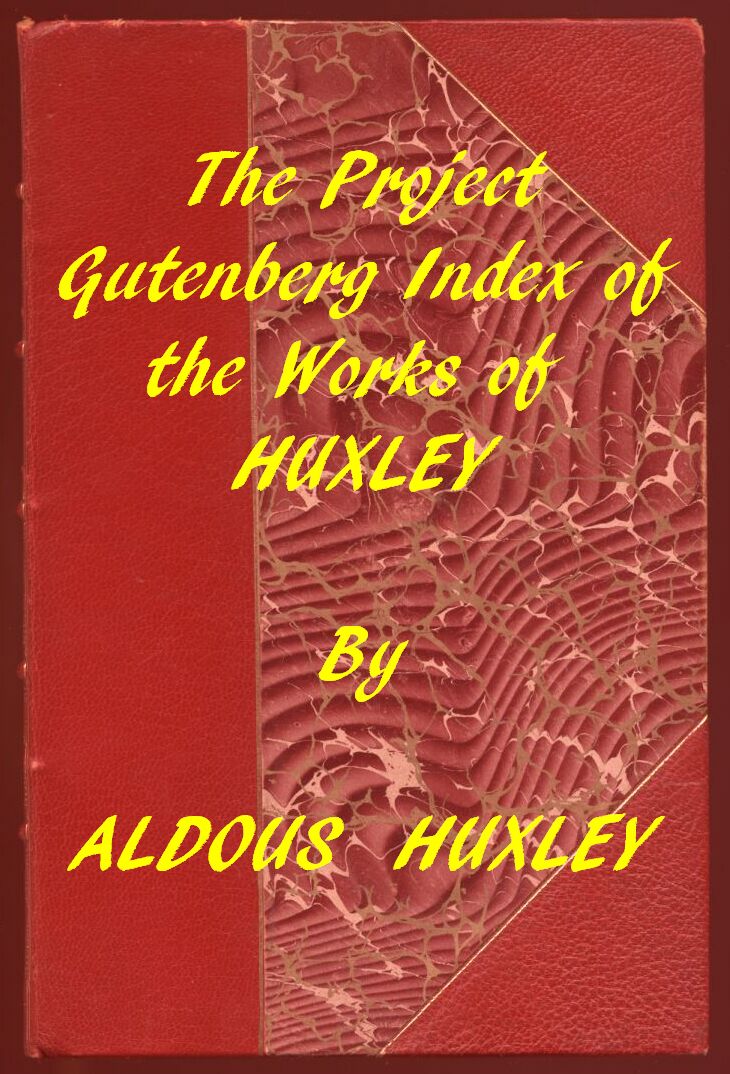 The Project
Gutenberg Index of
the Works of
HUXLEY
By
ALDOUS HUXLEY